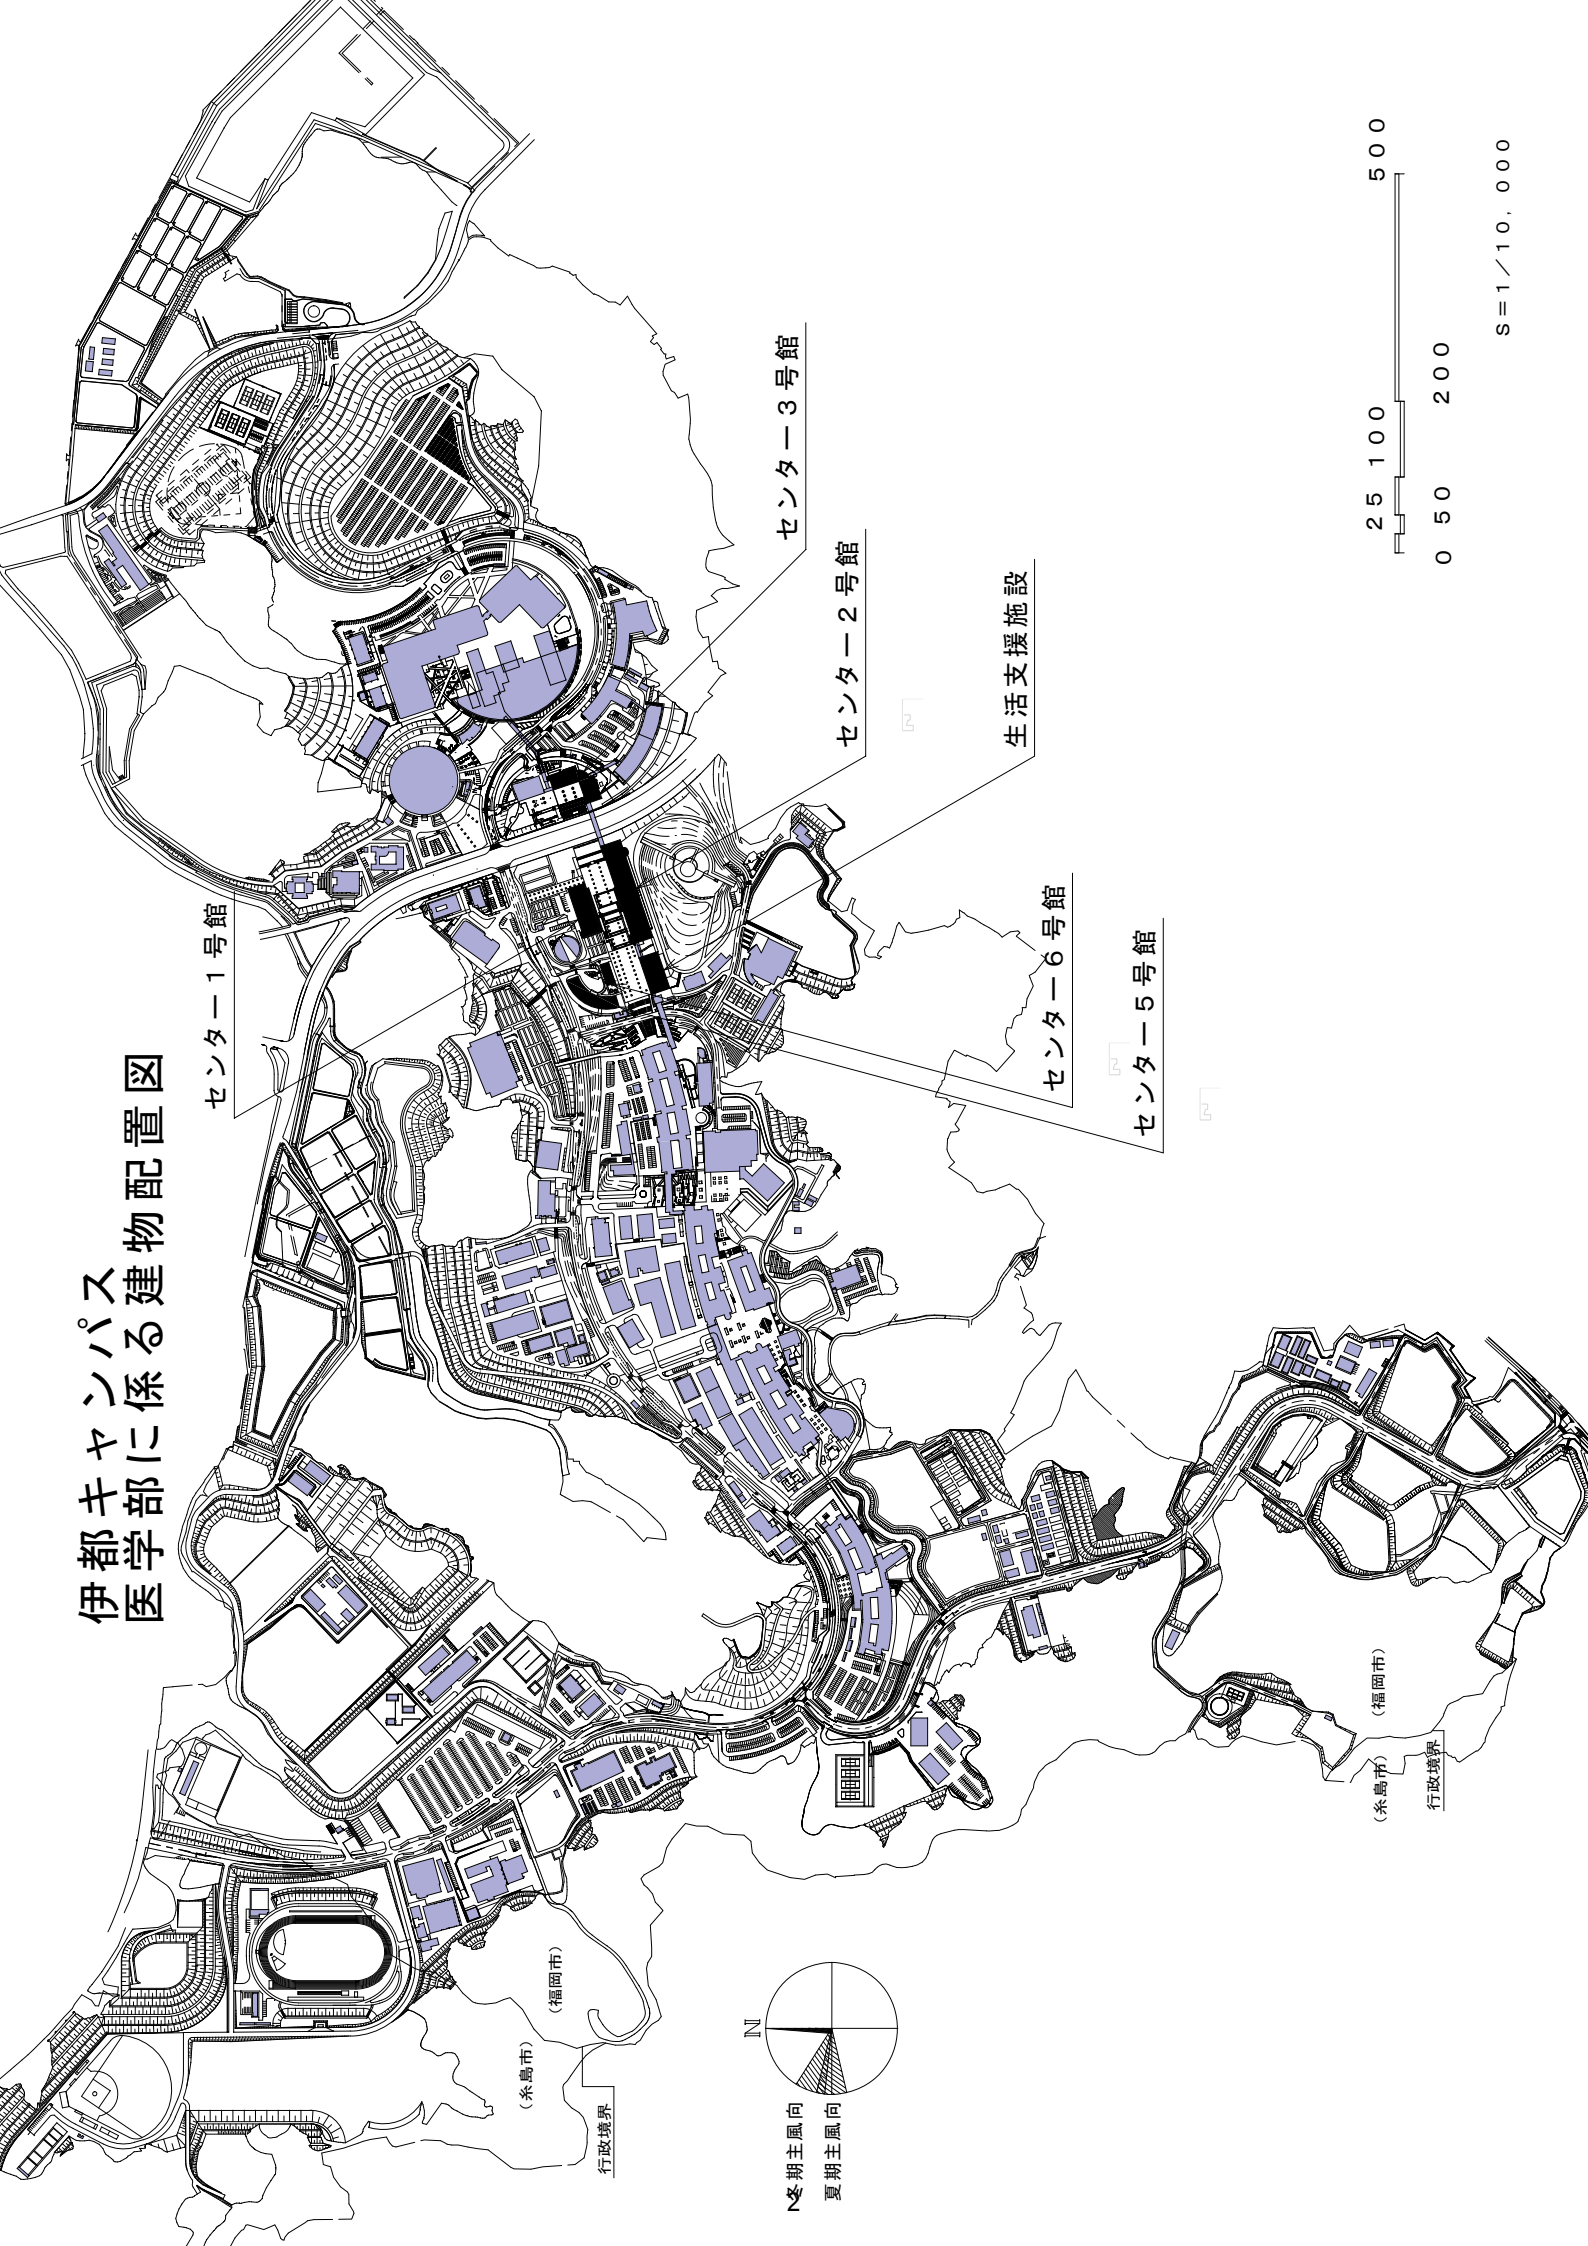 伊都キャンパス
医学部に係る建物配置図
センター1号館
センター3号館
センター2号館
生活支援施設
センター6号館
センター5号館
500
25 100
0 50 200
S=1/10,000
(福岡市)
(糸島市)
行政境界
(福岡市)
(糸島市)
行政境界
N
冬期主風向
夏期主風向